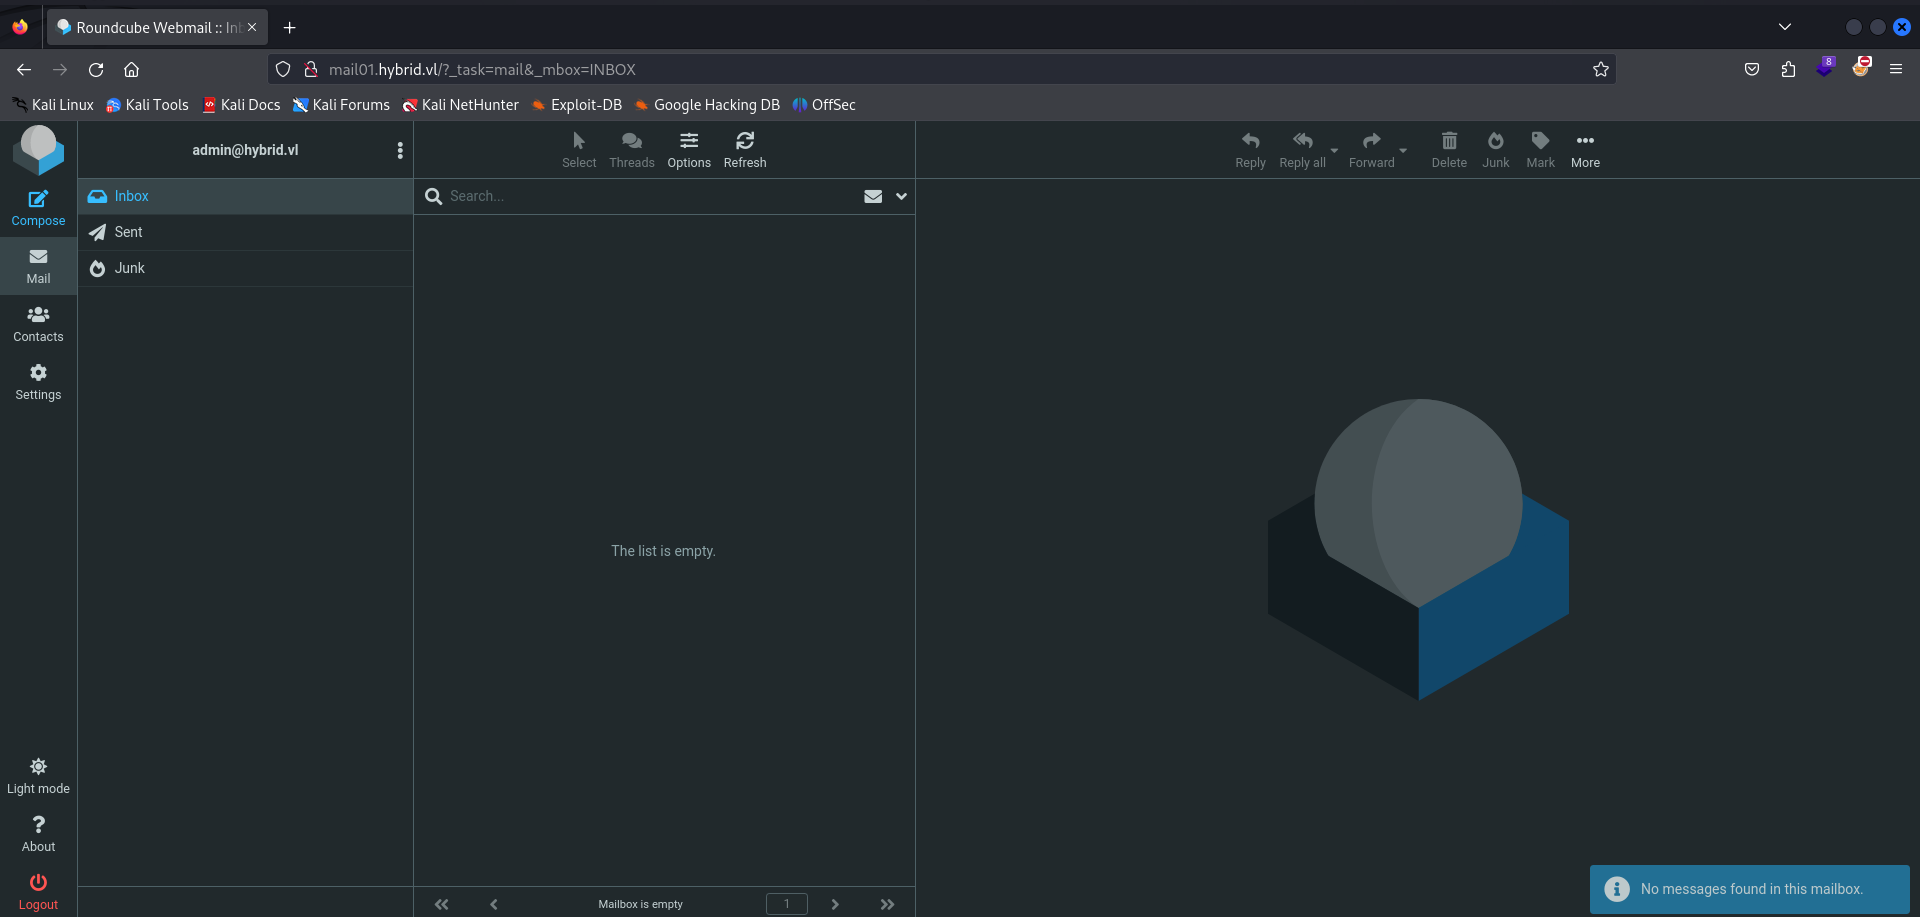 Roundcube Webmail :: Inb
mail01.hybrid.vl/?_task=mail&_mbox=INBOX
8
Kali Linux
Kali Tools
Kali Docs
Kali Forums
Kali NetHunter
Exploit-DB
Google Hacking DB
OffSec
admin@hybrid.vl
Select
Threads
Options
Refresh
Reply
Reply all
Forward
Delete
Junk
Mark
More
Compose
Mail
Contacts
Settings
Inbox
Sent
Junk
Search...
The list is empty.
Light mode
About
Logout
Mailbox is empty
1
No messages found in this mailbox.